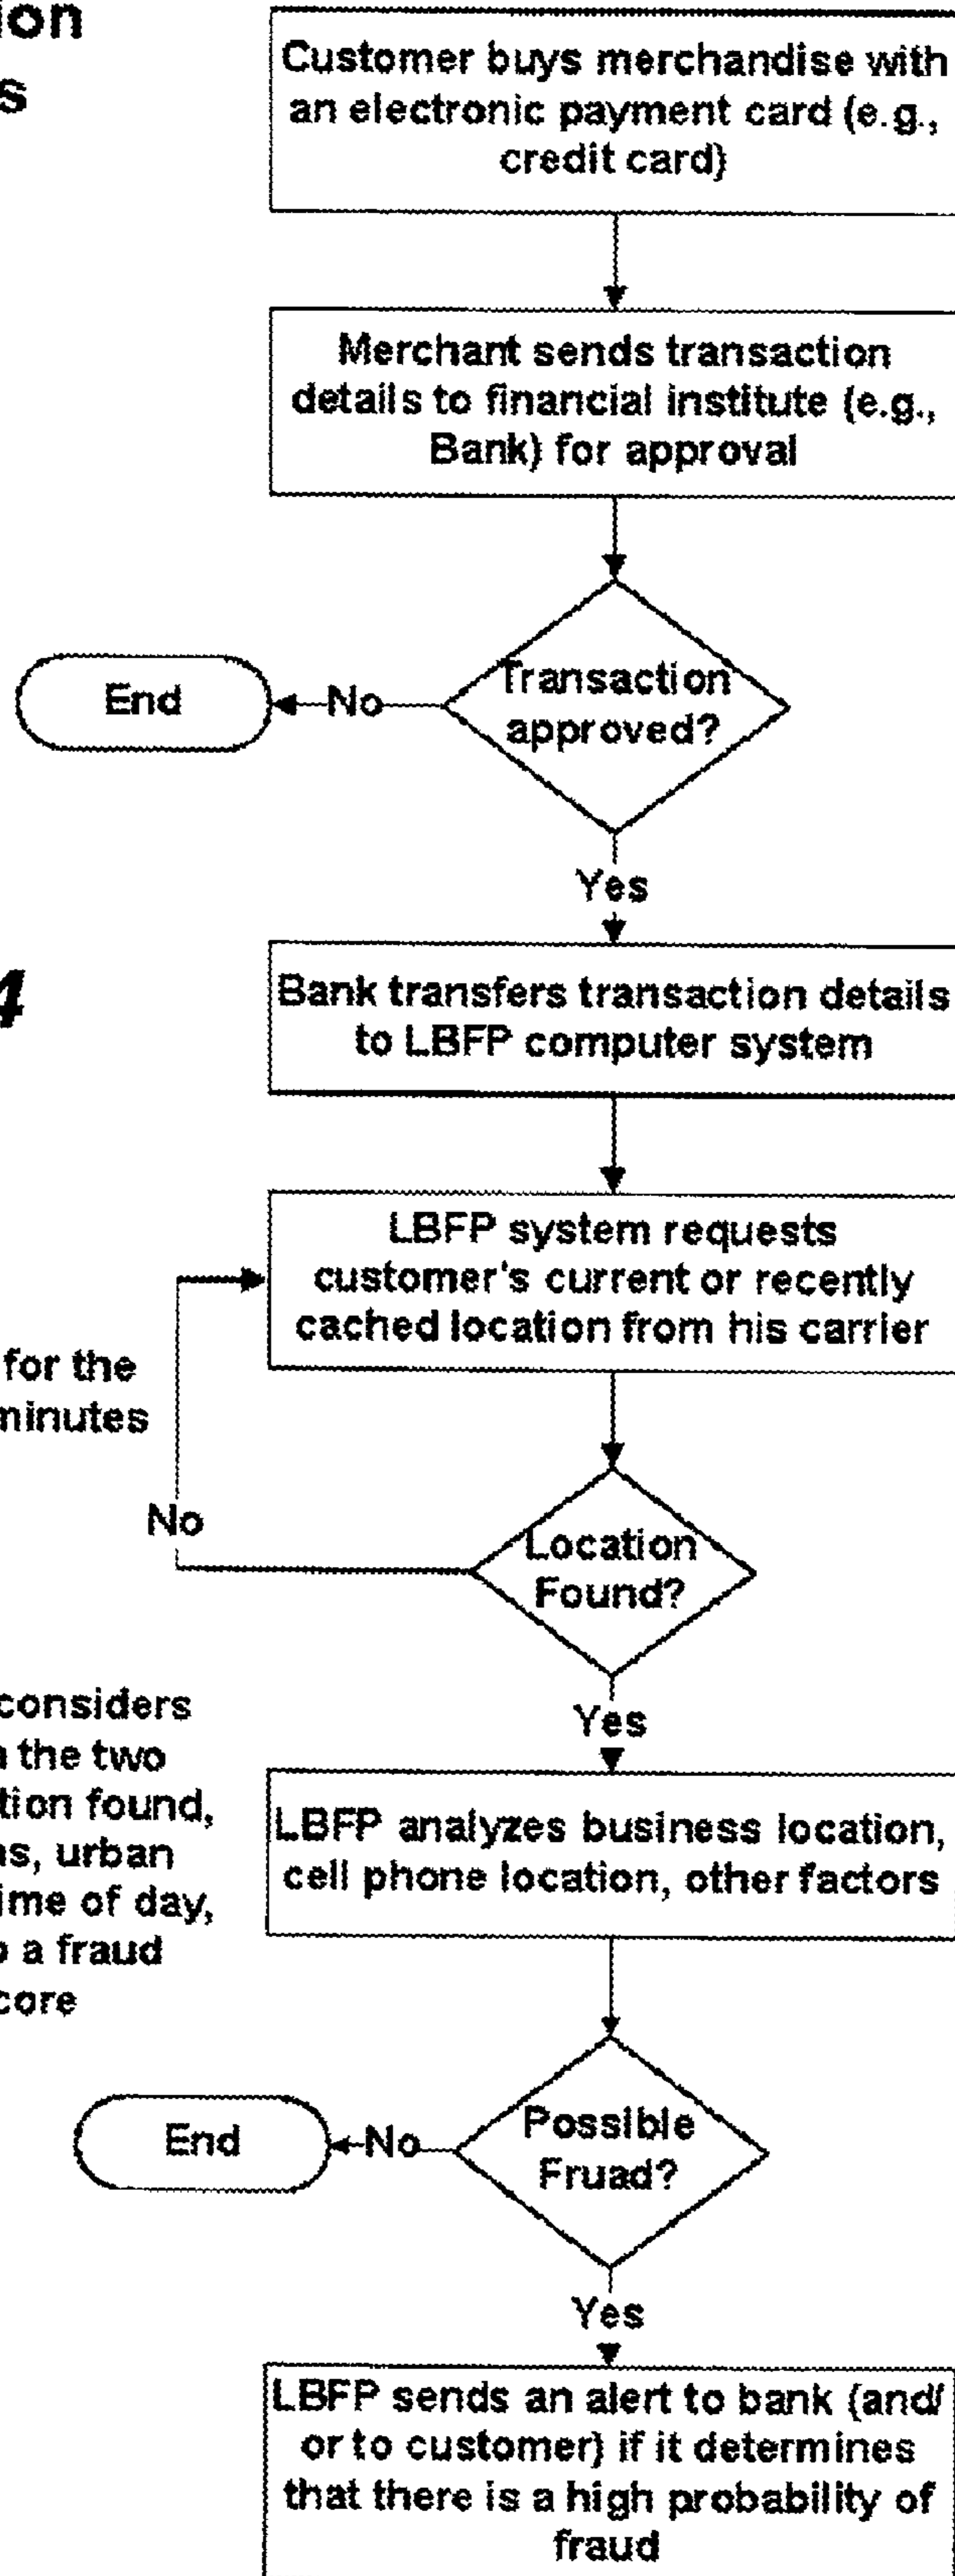 Customer buys merchandise with
an electronic payment card (e.g.,
credit card)
Merchant sends transaction
details to financial institute (e.g.,
Bank) for approval
Transaction
approved?
No
End
Yes
4
Bank transfers transaction details
to LBFP computer system
LBFP system requests
customer's current or recently
cached location from his carrier
for the
minutes
No
Location
Found?
Yes
considers
the two
found,
urban
of day,
a fraud
LBFP analyzes business location,
cell phone location, other factors
Possible
Fruad?
No
End
Yes
LBFP sends an alert to bank (and/
or to customer) if it determines
that there is a high probability of
fraud